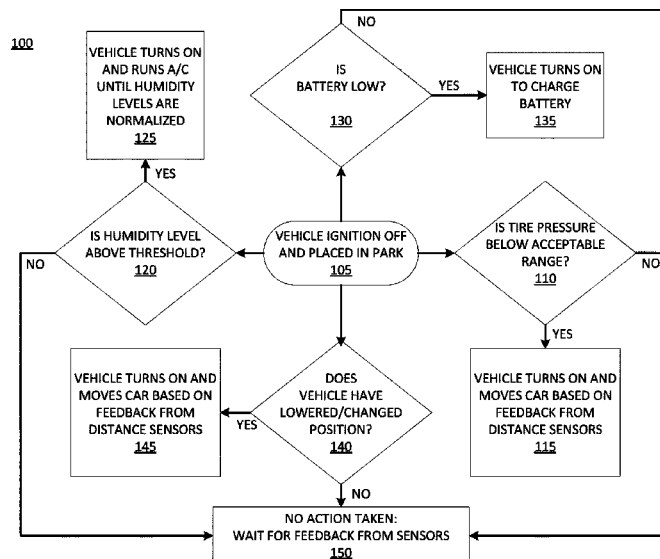 100
NO
VEHICLE TURNS ON
AND RUNS A/C
UNTIL HUMIDITY
LEVELS ARE
NORMALIZED
125
IS
BATTERY LOW?
130
YES
VEHICLE TURNS ON
TO CHARGE
BATTERY
135
YES
IS HUMIDITY LEVEL
ABOVE THRESHOLD?
120
NO
VEHICLE IGNITION OFF
AND PLACED IN PARK
105
IS TIRE PRESSURE
BELOW ACCEPTABLE
RANGE?
110
NO
YES
VEHICLE TURNS ON AND
MOVES CAR BASED ON
FEEDBACK FROM
DISTANCE SENSORS
145
YES
DOES
VEHICLE HAVE
LOWERED/CHANGED
POSITION?
140
VEHICLE TURNS ON AND
MOVES CAR BASED ON
FEEDBACK FROM
DISTANCE SENSORS
115
NO
NO ACTION TAKEN:
WAIT FOR FEEDBACK FROM SENSORS
150